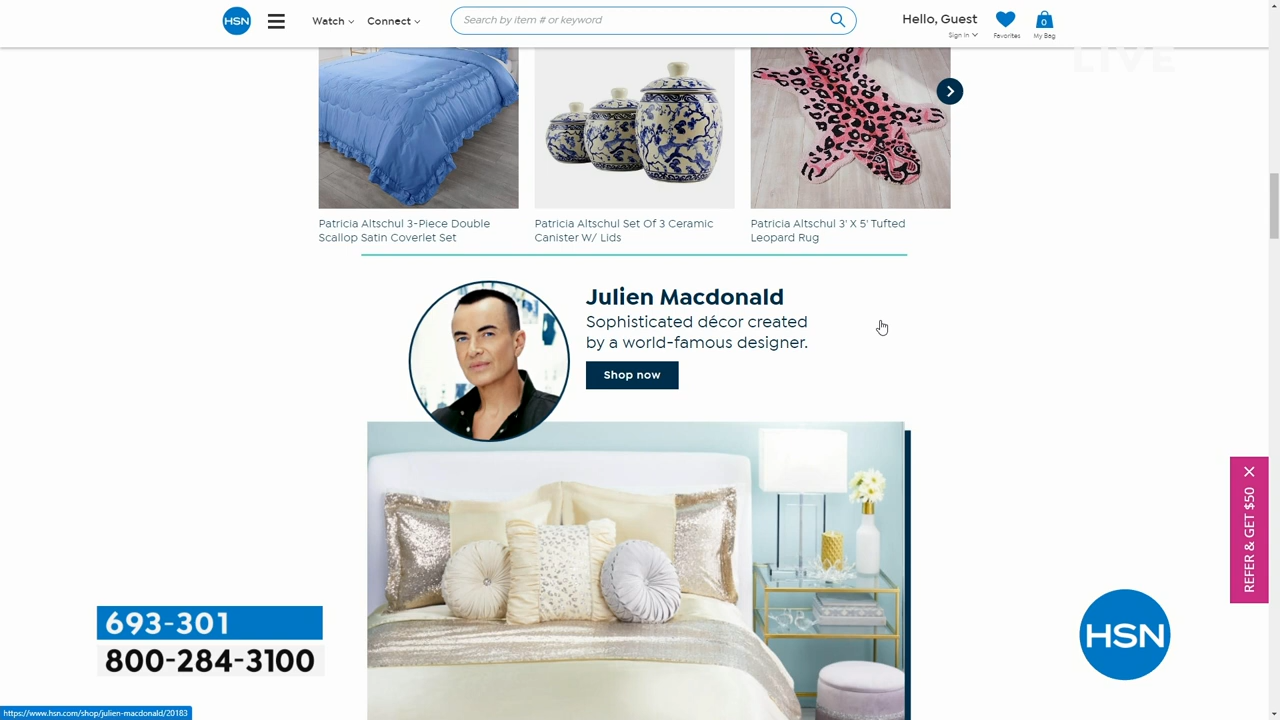 HSN
Watch
Connect
Search by item # or keyword
Hello, Guest
Sign In
Favorites
0
My Bag
LIVE
Patricia Altschul 3-Piece Double
Scallop Satin Coverlet Set
Patricia Altschul Set Of 3 Ceramic
Canister W/ Lids
Patricia Altschul 3' X 5' Tufted
Leopard Rug
Julien Macdonald
Sophisticated décor created
by a world-famous designer.
Shop now
REFER & GET $50
693-301
800-284-3100
HSN
https://www.hsn.com/shop/julien-macdonald/20183